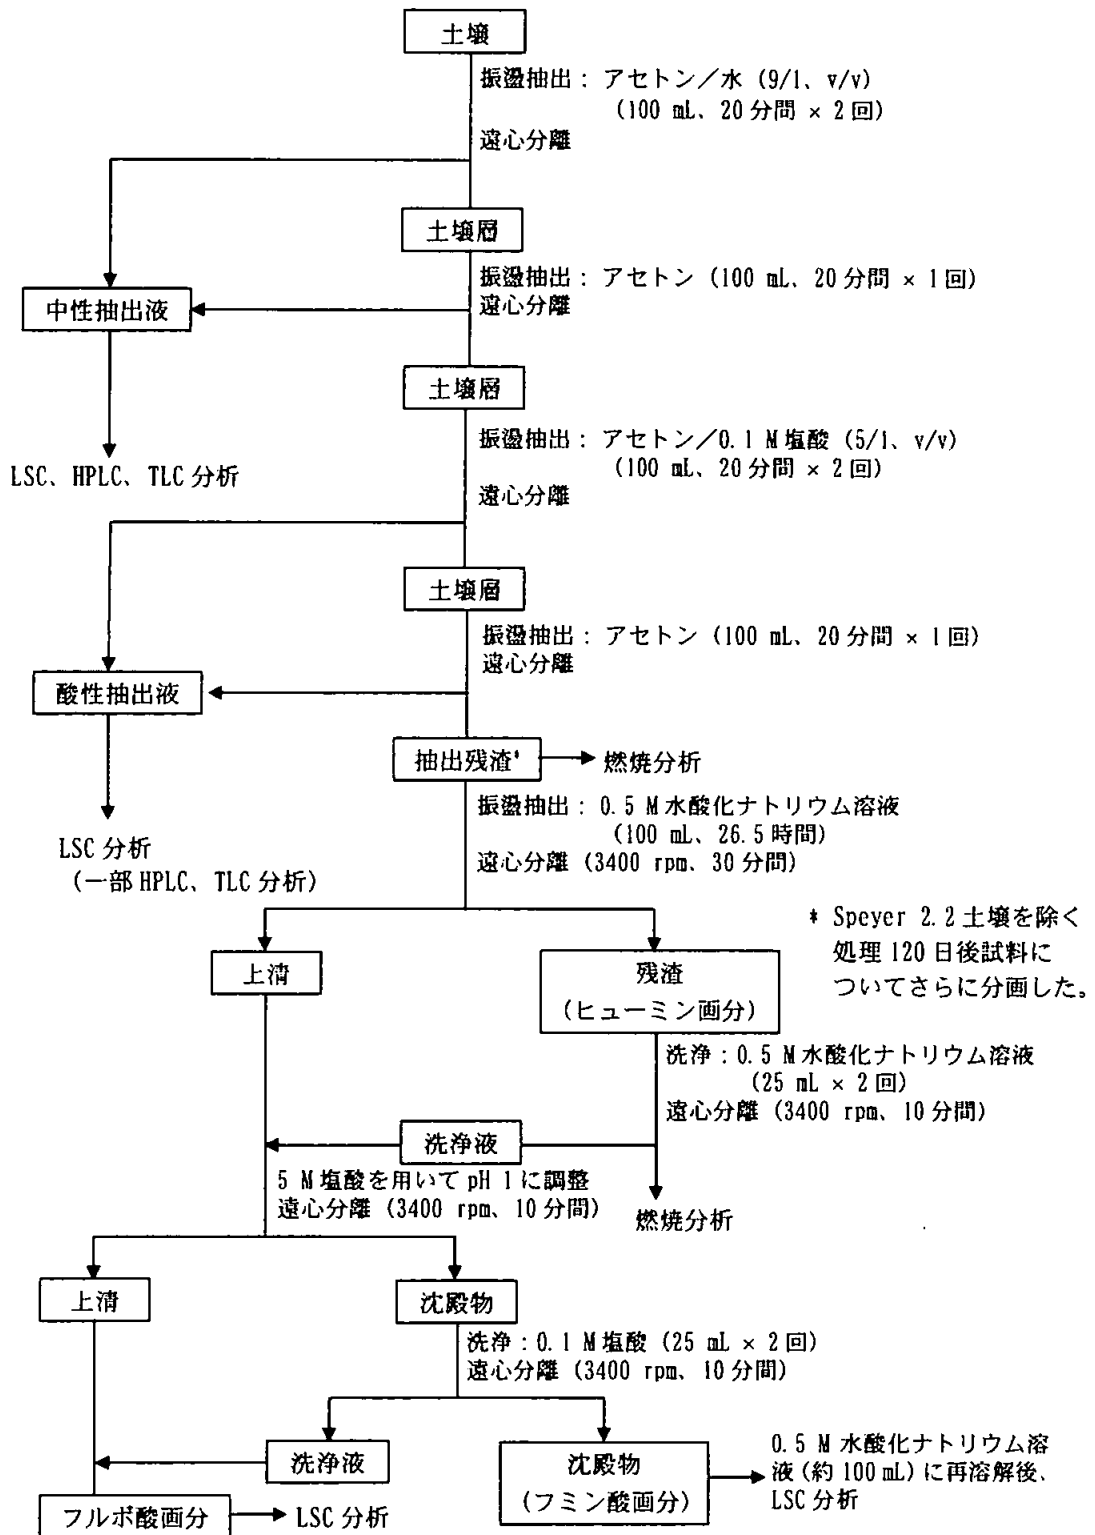 土壌
振盪抽出：アセトン／水 (9/1、v/v)
(100 mL、20 分間 × 2 回)
遠心分離
土壌層
振盪抽出：アセトン (100 mL、20 分間 × 1 回)
遠心分離
中性抽出液
土壌層
振盪抽出：アセトン／0.1 M 塩酸 (5/1、v/v)
(100 mL、20 分間 × 2 回)
遠心分離
LSC、HPLC、TLC 分析
土壌層
振盪抽出：アセトン (100 mL、20 分間 × 1 回)
遠心分離
酸性抽出液
抽出残渣*
燃焼分析
振盪抽出：0.5 M 水酸化ナトリウム溶液
(100 mL、26.5 時間)
遠心分離 (3400 rpm、30 分間)
LSC 分析
(一部 HPLC、TLC 分析)
* Speyer 2.2 土壌を除く
処理 120 日後試料に
ついてさらに分画した。
上清
残渣
(ヒューミン画分)
洗浄：0.5 M 水酸化ナトリウム溶液
(25 mL × 2 回)
遠心分離 (3400 rpm、10 分間)
洗浄液
5 M 塩酸を用いて pH 1 に調整
遠心分離 (3400 rpm、10 分間)
燃焼分析
上清
沈殿物
洗浄：0.1 M 塩酸 (25 mL × 2 回)
遠心分離 (3400 rpm、10 分間)
洗浄液
沈殿物
(フミン酸画分)
0.5 M 水酸化ナトリウム溶
液 (約 100 mL) に再溶解後、
LSC 分析
フルボ酸画分
LSC 分析